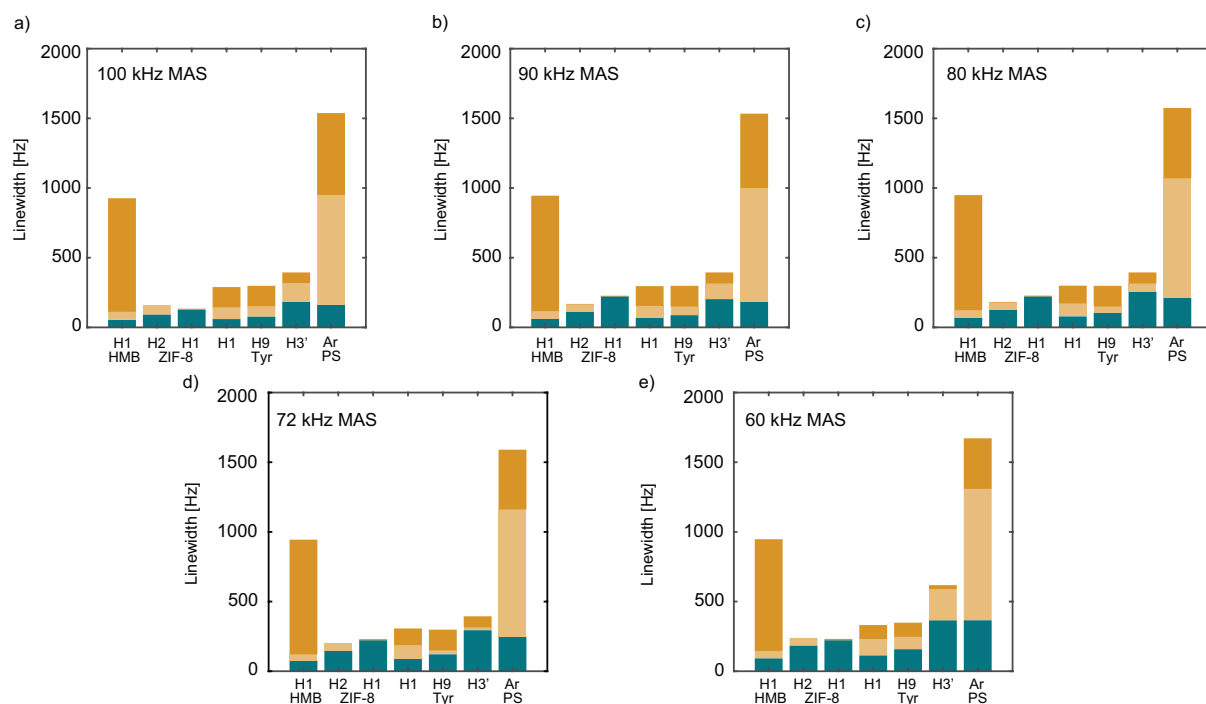 a)
2000
1500
1000
500
0
Linewidth [Hz]
100 kHz MAS
H1 H2 H1 H1 H9 H3' Ar
HMB ZIF-8 Tyr PS
b)
2000
1500
1000
500
0
Linewidth [Hz]
90 kHz MAS
H1 H2 H1 H1 H9 H3' Ar
HMB ZIF-8 Tyr PS
c)
2000
1500
1000
500
0
Linewidth [Hz]
80 kHz MAS
H1 H2 H1 H1 H9 H3' Ar
HMB ZIF-8 Tyr PS
d)
2000
1500
1000
500
0
Linewidth [Hz]
72 kHz MAS
H1 H2 H1 H1 H9 H3' Ar
HMB ZIF-8 Tyr PS
e)
2000
1500
1000
500
0
Linewidth [Hz]
60 kHz MAS
H1 H2 H1 H1 H9 H3' Ar
HMB ZIF-8 Tyr PS